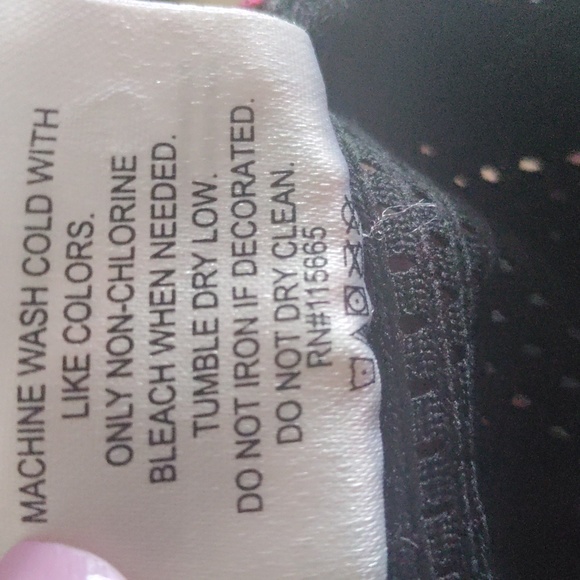 MACHINE WASH COLD WITH
LIKE COLORS.
ONLY NON-CHLORINE
BLEACH WHEN NEEDED.
TUMBLE DRY LOW.
DO NOT IRON IF DECORATED.
DO NOT DRY CLEAN.
RN#115665